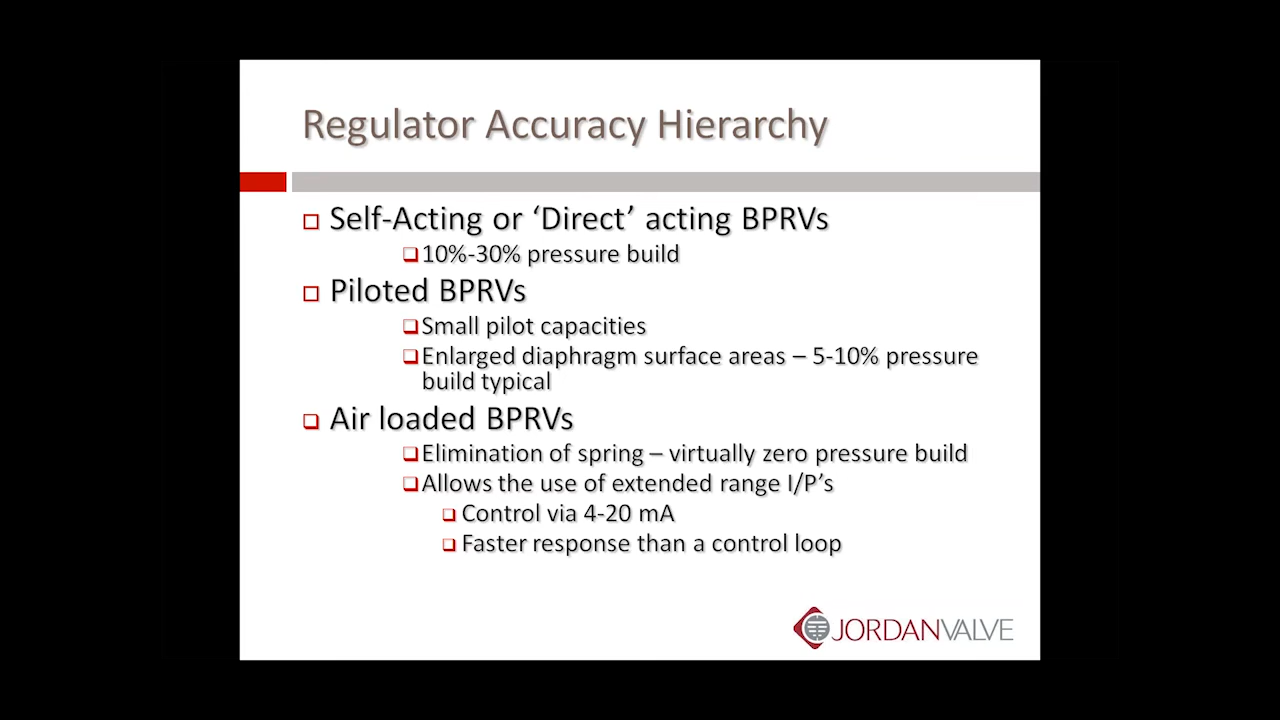 Regulator Accuracy Hierarchy
Self-Acting or ‘Direct’ acting BPRVs
10%-30% pressure build
Piloted BPRVs
Small pilot capacities
Enlarged diaphragm surface areas – 5-10% pressure
build typical
Air loaded BPRVs
Elimination of spring – virtually zero pressure build
Allows the use of extended range I/P’s
Control via 4-20 mA
Faster response than a control loop
JORDANVALVE